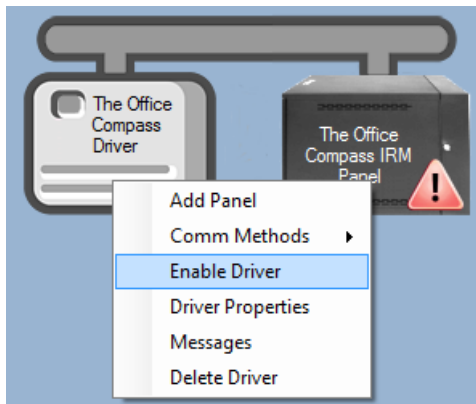 The Office
Compass
Driver
The Office
Compass IRM
Panel
Add Panel
Comm Methods
Enable Driver
Driver Properties
Messages
Delete Driver